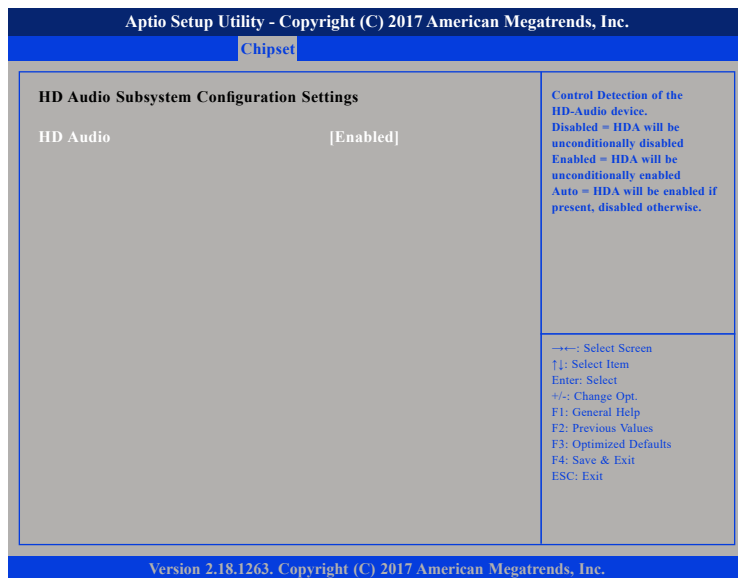 Aptio Setup Utility - Copyright (C) 2017 American Megatrends, Inc.
Chipset
HD Audio Subsystem Configuration Settings
HD Audio [Enabled]
Control Detection of the
HD-Audio device.
Disabled = HDA will be
unconditionally disabled
Enabled = HDA will be
unconditionally enabled
Auto = HDA will be enabled if
present, disabled otherwise.
→←: Select Screen
↑↓: Select Item
Enter: Select
+/-: Change Opt.
F1: General Help
F2: Previous Values
F3: Optimized Defaults
F4: Save & Exit
ESC: Exit
Version 2.18.1263. Copyright (C) 2017 American Megatrends, Inc.